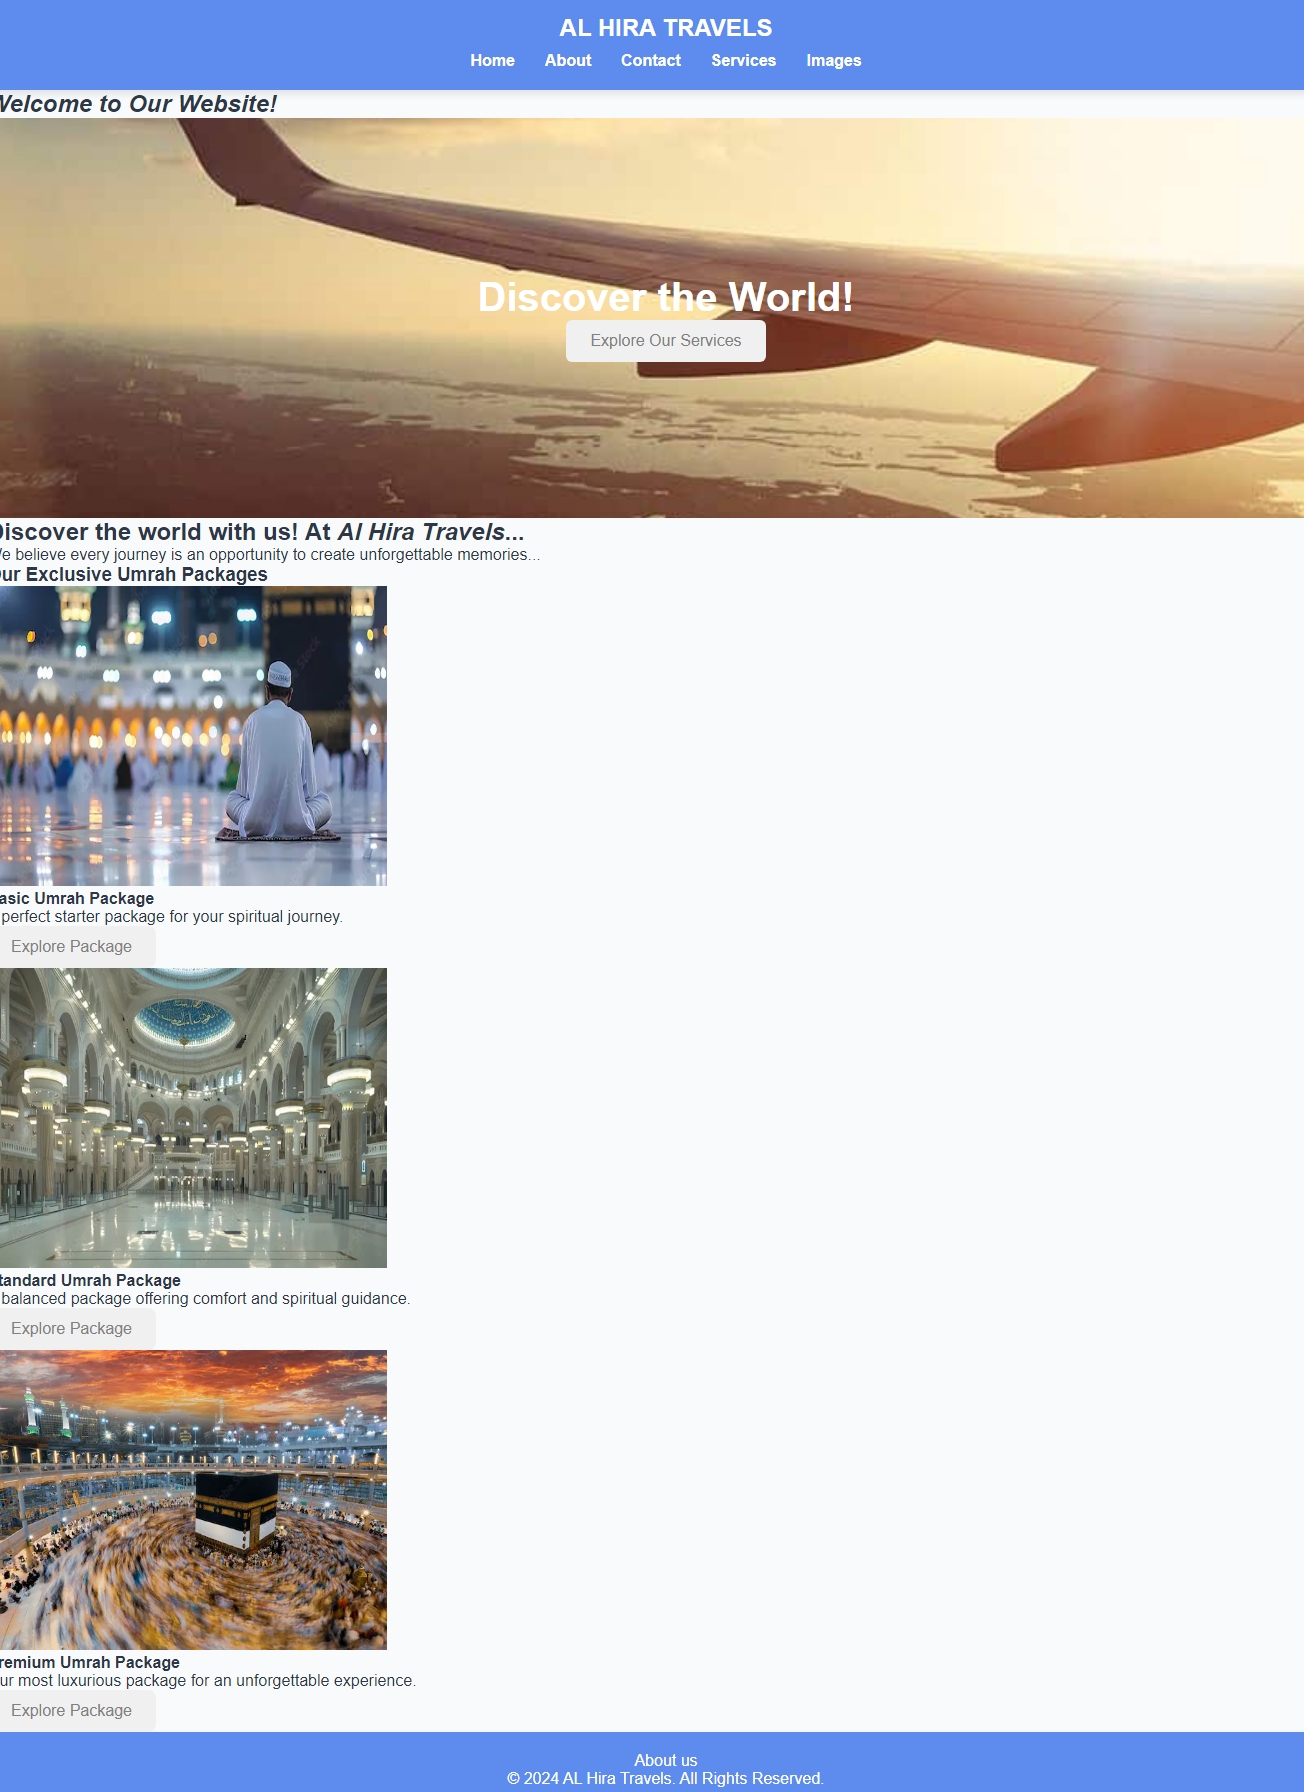 AL HIRA TRAVELS
Home About Contact Services Images
Welcome to Our Website!
Discover the World!
Explore Our Services
Discover the world with us! At Al Hira Travels...
We believe every journey is an opportunity to create unforgettable memories...
Our Exclusive Umrah Packages
asic Umrah Package
perfect starter package for your spiritual journey.
Explore Package
tandard Umrah Package
balanced package offering comfort and spiritual guidance.
Explore Package
remium Umrah Package
ur most luxurious package for an unforgettable experience.
Explore Package
About us
© 2024 AL Hira Travels. All Rights Reserved.